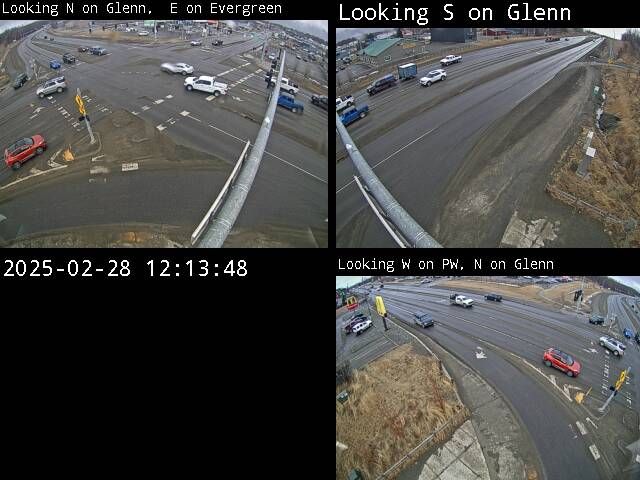 Looking N on Glenn,  E on Evergreen
Looking S on Glenn
2025-02-28 12:13:48
Looking W on PW, N on Glenn